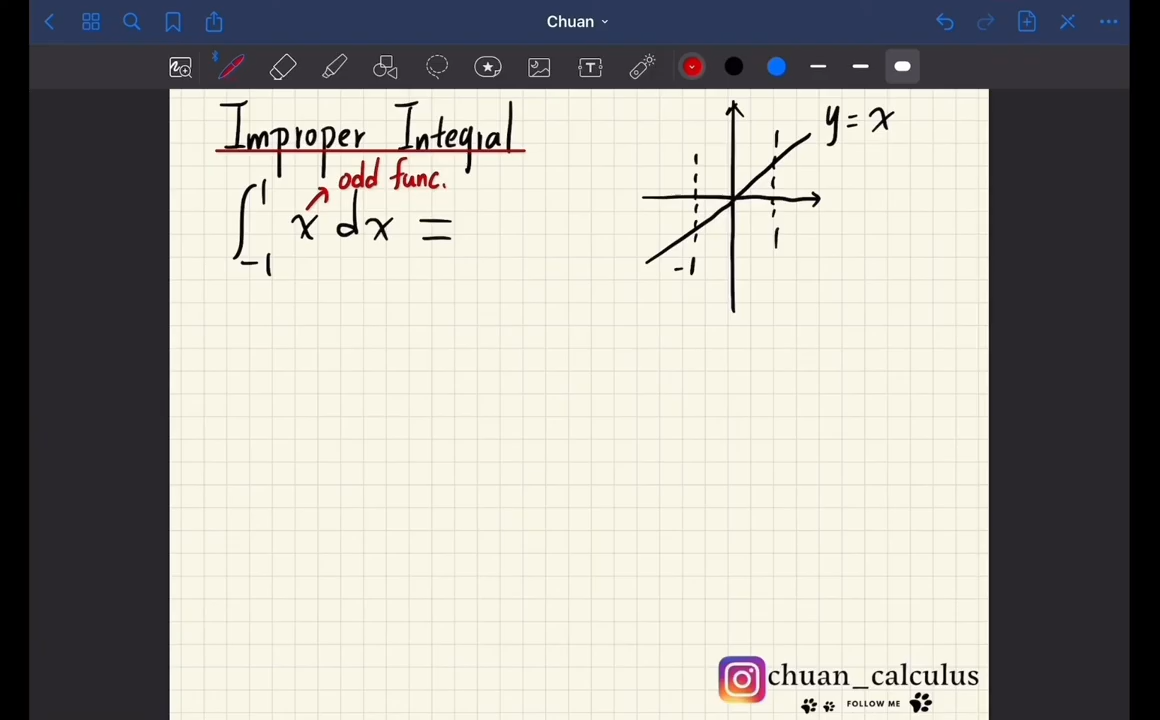 Chuan
Improper Integral
odd func.
∫_{-1}^{1} x dx =
y = x
1
-1
chuan_calculus
FOLLOW ME